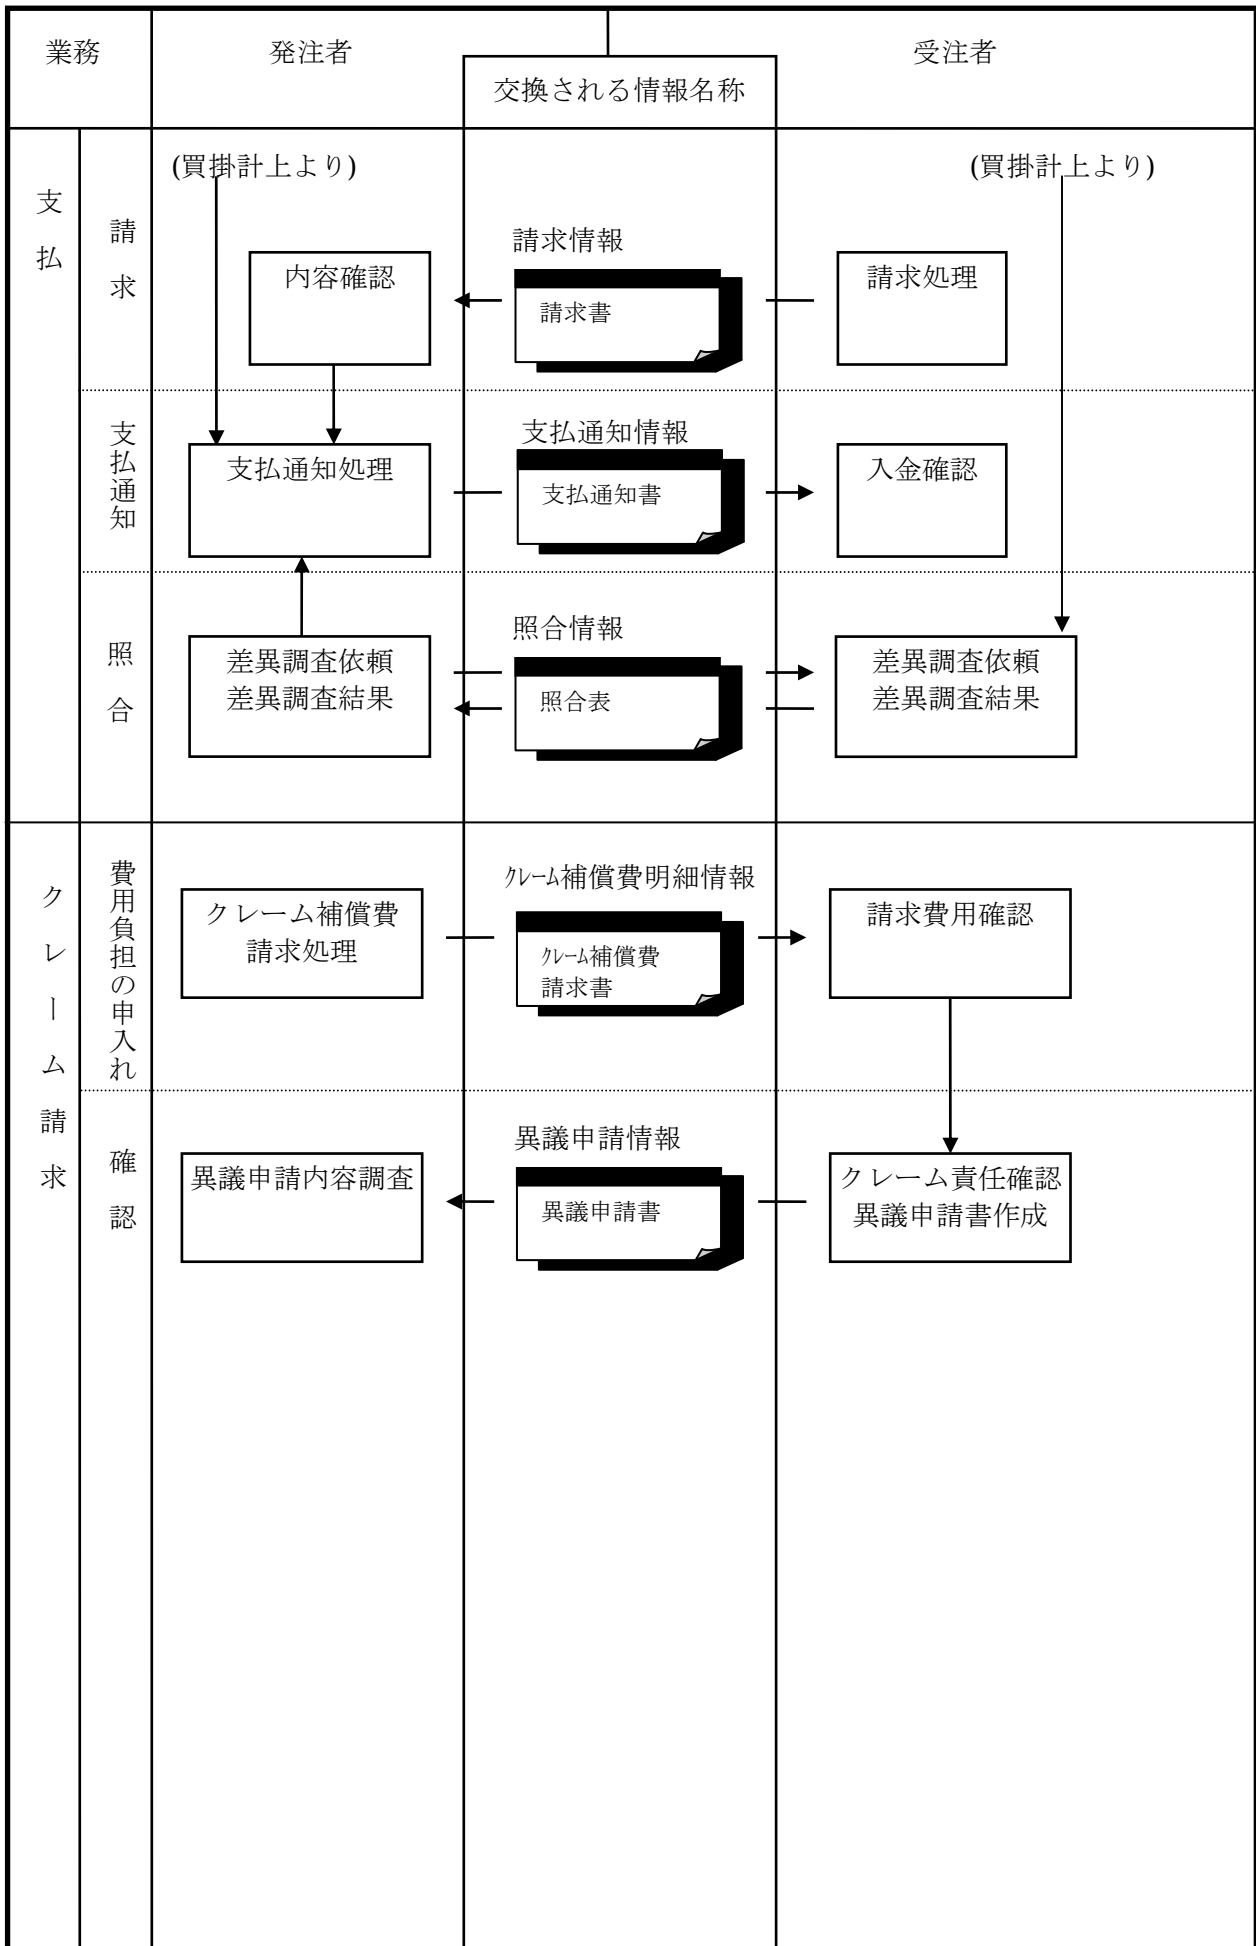 業務
発注者
受注者
交換される情報名称
支払
請求
(買掛計上より)
(買掛計上より)
請求情報
内容確認
請求書
請求処理
支払通知
支払通知情報
支払通知処理
支払通知書
入金確認
照合
照合情報
差異調査依頼
差異調査結果
照合表
差異調査依頼
差異調査結果
クレーム請求
費用負担の申入れ
ｸﾚｰﾑ補償費明細情報
クレーム補償費
請求処理
ｸﾚｰﾑ補償費
請求書
請求費用確認
確認
異議申請情報
異議申請内容調査
異議申請書
クレーム責任確認
異議申請書作成